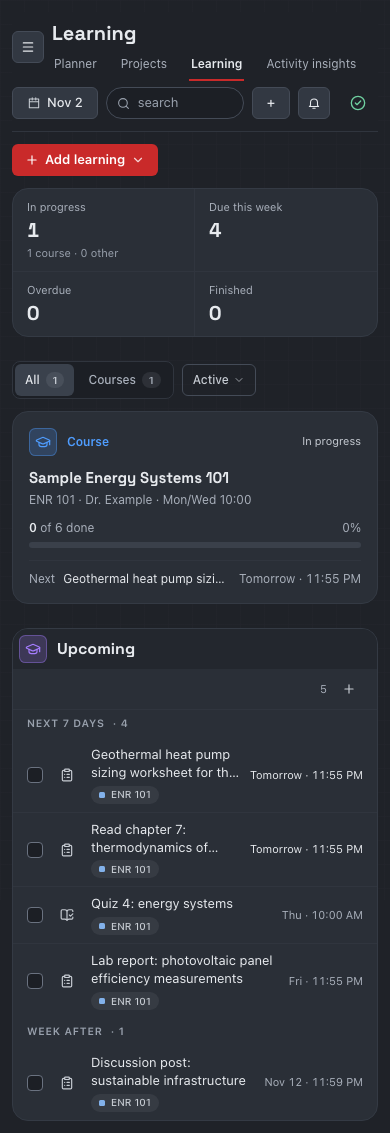 Learning
Planner Projects Learning Activity insights
Nov 2 search +
+ Add learning
In progress
1
1 course · 0 other
Due this week
4
Overdue
0
Finished
0
All 1 Courses 1 Active
Course In progress
Sample Energy Systems 101
ENR 101 · Dr. Example · Mon/Wed 10:00
0 of 6 done 0%
Next Geothermal heat pump sizi... Tomorrow · 11:55 PM
Upcoming
5 +
NEXT 7 DAYS · 4
Geothermal heat pump
sizing worksheet for th... Tomorrow · 11:55 PM
ENR 101
Read chapter 7:
thermodynamics of... Tomorrow · 11:55 PM
ENR 101
Quiz 4: energy systems
ENR 101
Thu · 10:00 AM
Lab report: photovoltaic panel
efficiency measurements Fri · 11:55 PM
ENR 101
WEEK AFTER · 1
Discussion post:
sustainable infrastructure Nov 12 · 11:59 PM
ENR 101